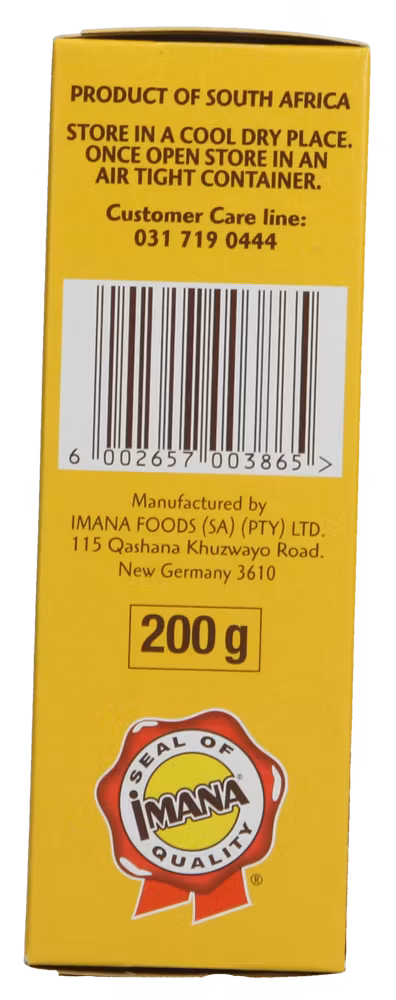 PRODUCT OF SOUTH AFRICA
STORE IN A COOL DRY PLACE.
ONCE OPEN STORE IN AN
AIR TIGHT CONTAINER.
Customer Care line:
031 719 0444
6 002657 003865 >
Manufactured by
IMANA FOODS (SA) (PTY) LTD.
115 Qashana Khuzwayo Road.
New Germany 3610
200 g
SEAL OF
iMANA®
QUALITY
®